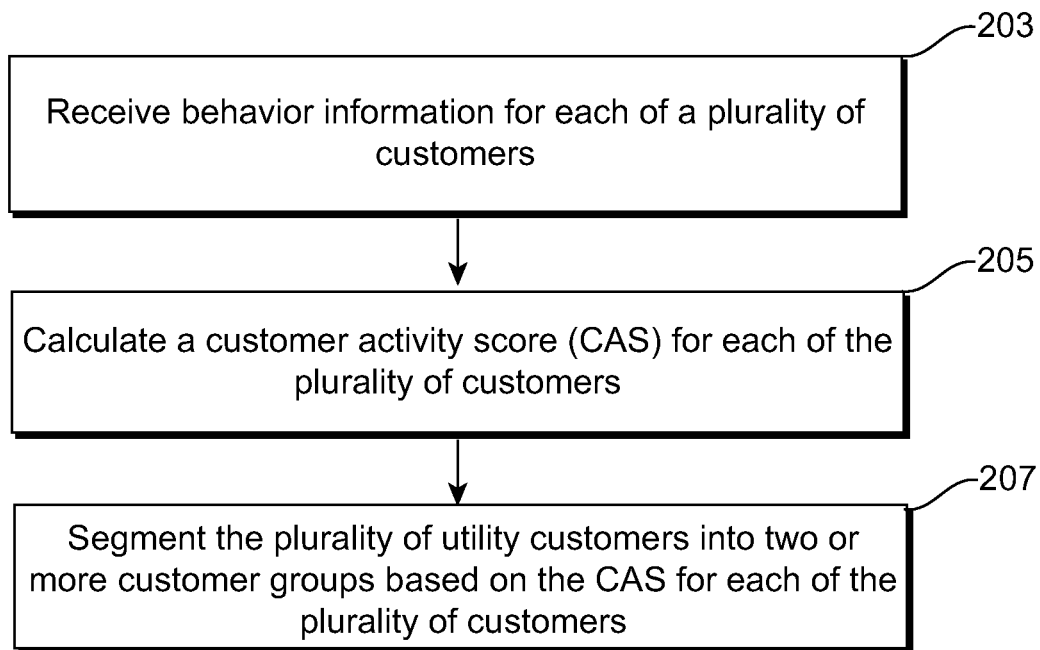 203
Receive behavior information for each of a plurality of
customers
205
Calculate a customer activity score (CAS) for each of the
plurality of customers
207
Segment the plurality of utility customers into two or
more customer groups based on the CAS for each of the
plurality of customers